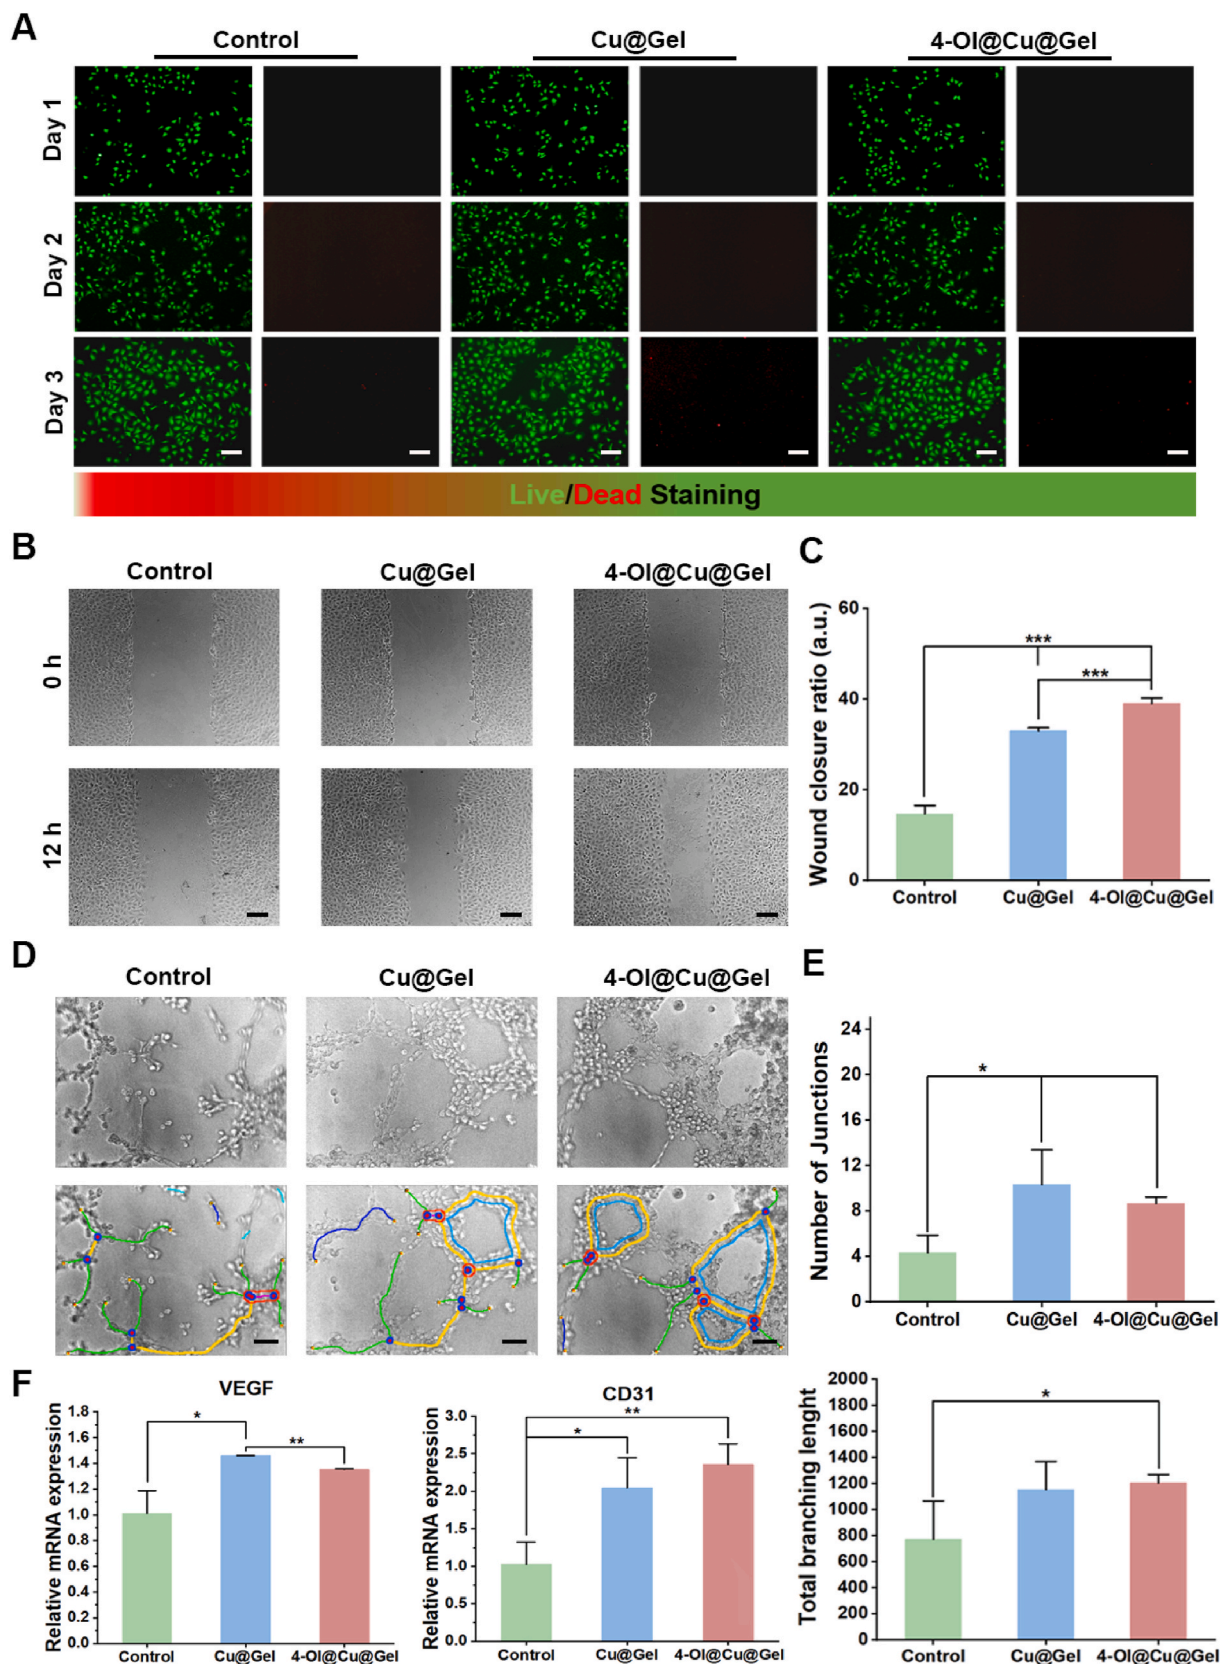 A
Control
Cu@Gel
4-OI@Cu@Gel
Day 1
Day 2
Day 3
Live/Dead Staining
B
Control
Cu@Gel
4-OI@Cu@Gel
0 h
12 h
C
Wound closure ratio (a.u.)
60
40
20
0
***
***
Control
Cu@Gel
4-OI@Cu@Gel
D
Control
Cu@Gel
4-OI@Cu@Gel
E
Number of Junctions
24
20
16
12
8
4
0
*
Control
Cu@Gel
4-OI@Cu@Gel
F
VEGF
Relative mRNA expression
1.8
1.6
1.4
1.2
1.0
0.8
0.6
0.4
0.2
0.0
*
**
Control
Cu@Gel
4-OI@Cu@Gel
CD31
Relative mRNA expression
3.0
2.5
2.0
1.5
1.0
0.5
0.0
**
*
Control
Cu@Gel
4-OI@Cu@Gel
Total branching lenght
2000
1800
1600
1400
1200
1000
800
600
400
200
0
*
Control
Cu@Gel
4-OI@Cu@Gel